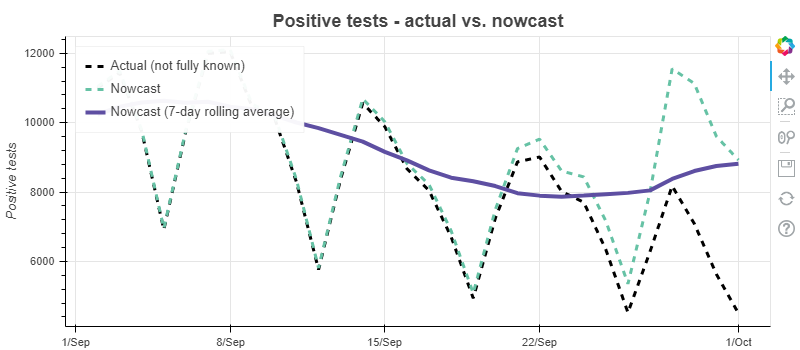 Positive tests - actual vs. nowcast
12000
10000
8000
6000
Positive tests
Actual (not fully known)
Nowcast
Nowcast (7-day rolling average)
1/Sep
8/Sep
15/Sep
22/Sep
1/Oct